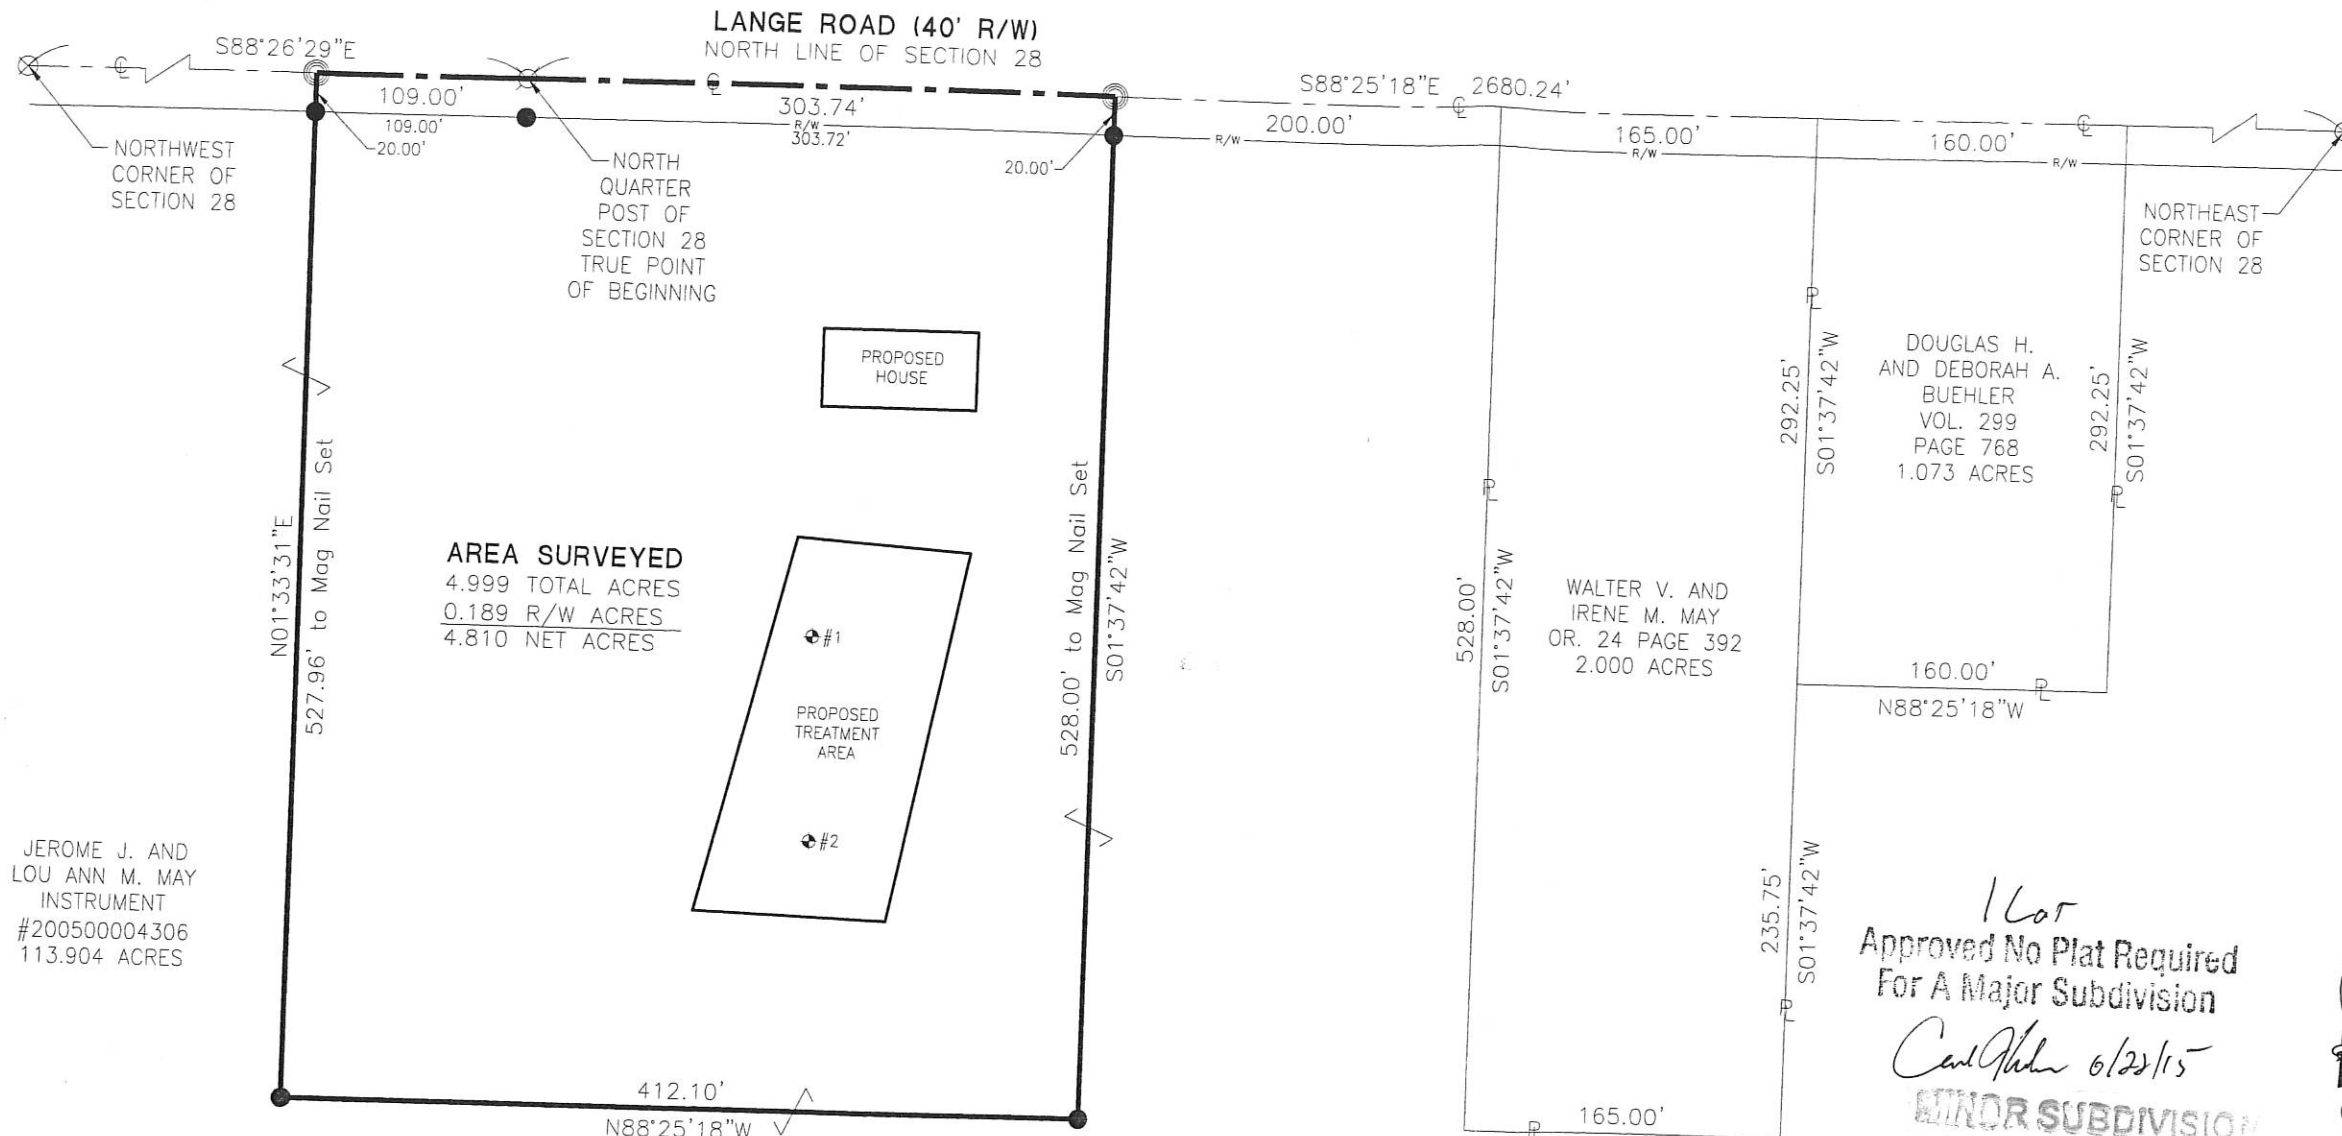 LANGE ROAD (40' R/W)
NORTH LINE OF SECTION 28
S88°26'29"E
S88°25'18"E 2680.24'
109.00'
303.74'
109.00'
R/W
303.72'
20.00'
20.00'
R/W
200.00'
165.00'
R/W
160.00'
R/W
NORTHWEST
CORNER OF
SECTION 28
NORTH
QUARTER
POST OF
SECTION 28
TRUE POINT
OF BEGINNING
NORTHEAST
CORNER OF
SECTION 28
PROPOSED
HOUSE
N01°33'31"E
527.96' to Mag Nail Set
AREA SURVEYED
4.999 TOTAL ACRES
0.189 R/W ACRES
4.810 NET ACRES
#1
PROPOSED
TREATMENT
AREA
#2
528.00' to Mag Nail Set
S01°37'42"W
528.00'
S01°37'42"W
WALTER V. AND
IRENE M. MAY
OR. 24 PAGE 392
2.000 ACRES
292.25'
S01°37'42"W
DOUGLAS H.
AND DEBORAH A.
BUEHLER
VOL. 299
PAGE 768
1.073 ACRES
292.25'
S01°37'42"W
160.00'
N88°25'18"W
235.75'
S01°37'42"W
JEROME J. AND
LOU ANN M. MAY
INSTRUMENT
#200500004306
113.904 ACRES
412.10'
N88°25'18"W
165.00'
1 Lot
Approved No Plat Required
For A Major Subdivision
6/22/15
MINOR SUBDIVISION